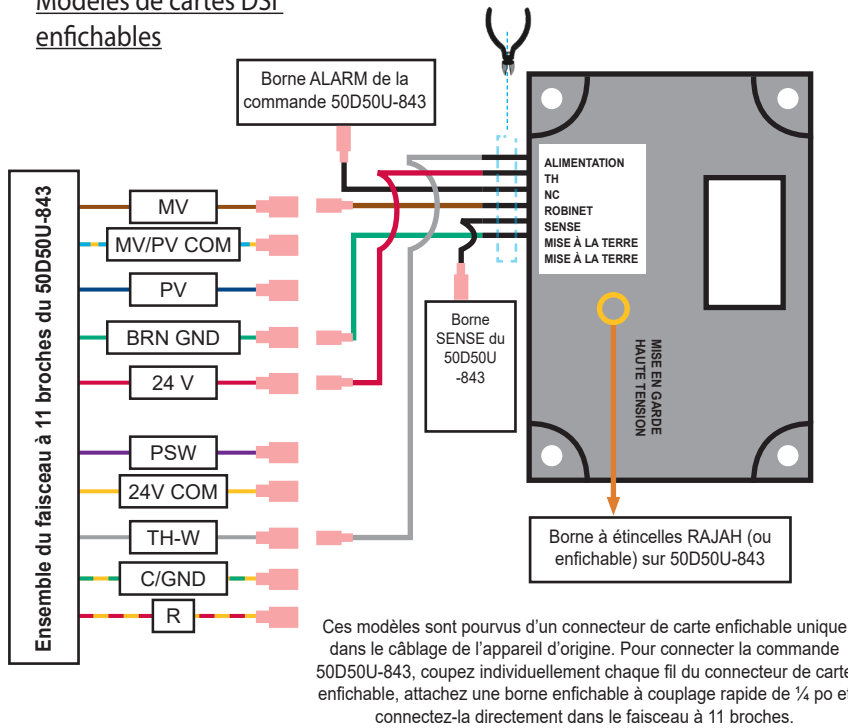 Modèles de cartes DSI
enfichables
Borne ALARM de la
commande 50D50U-843
ALIMENTATION
TH
NC
ROBINET
SENSE
MISE À LA TERRE
MISE À LA TERRE
Ensemble du faisceau à 11 broches du 50D50U-843
MV
MV/PV COM
PV
BRN GND
24 V
PSW
24V COM
TH-W
C/GND
R
Borne
SENSE du
50D50U
-843
MISE EN GARDE
HAUTE TENSION
Borne à étincelles RAJAH (ou
enfichable) sur 50D50U-843
Ces modèles sont pourvus d'un connecteur de carte enfichable unique
dans le câblage de l'appareil d'origine. Pour connecter la commande
50D50U-843, coupez individuellement chaque fil du connecteur de carte
enfichable, attachez une borne enfichable à couplage rapide de ¼ po et
connectez-la directement dans le faisceau à 11 broches.